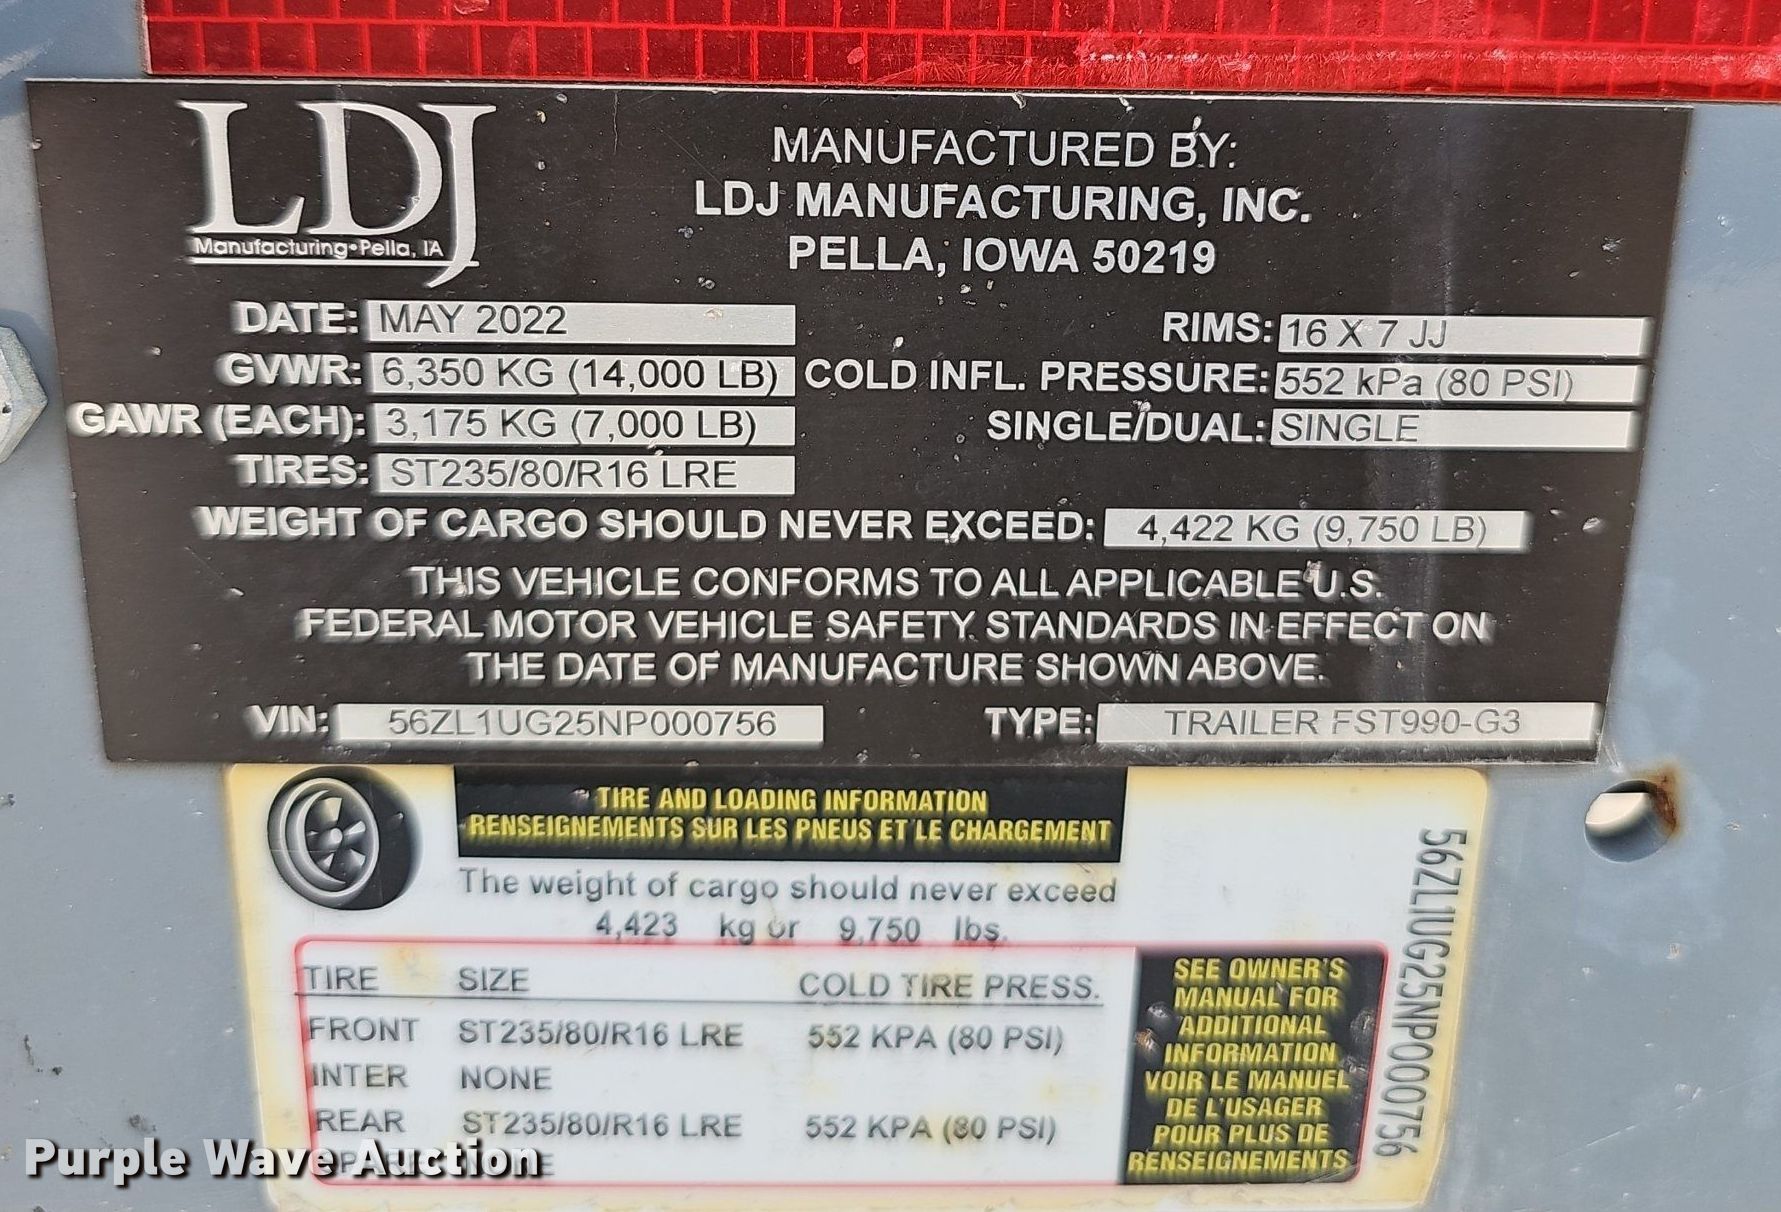 LDJ
Manufacturing•Pella, IA
MANUFACTURED BY:
LDJ MANUFACTURING, INC.
PELLA, IOWA 50219
DATE: MAY 2022
RIMS: 16 X 7 JJ
GVWR: 6,350 KG (14,000 LB)
COLD INFL. PRESSURE: 552 kPa (80 PSI)
GAWR (EACH): 3,175 KG (7,000 LB)
SINGLE/DUAL: SINGLE
TIRES: ST235/80/R16 LRE
WEIGHT OF CARGO SHOULD NEVER EXCEED: 4,422 KG (9,750 LB)
THIS VEHICLE CONFORMS TO ALL APPLICABLE U.S.
FEDERAL MOTOR VEHICLE SAFETY STANDARDS IN EFFECT ON
THE DATE OF MANUFACTURE SHOWN ABOVE.
VIN: 56ZL1UG25NP000756
TYPE: TRAILER FST990-G3
TIRE AND LOADING INFORMATION
RENSEIGNEMENTS SUR LES PNEUS ET LE CHARGEMENT
The weight of cargo should never exceed
4,423 kg or 9,750 lbs.
TIRE SIZE COLD TIRE PRESS.
FRONT ST235/80/R16 LRE 552 KPA (80 PSI)
INTER NONE
REAR ST235/80/R16 LRE 552 KPA (80 PSI)
SEE OWNER'S
MANUAL FOR
ADDITIONAL
INFORMATION
VOIR LE MANUEL
DE L'USAGER
POUR PLUS DE
RENSEIGNEMENTS
56ZL1UG25NP000756
Purple Wave Auction